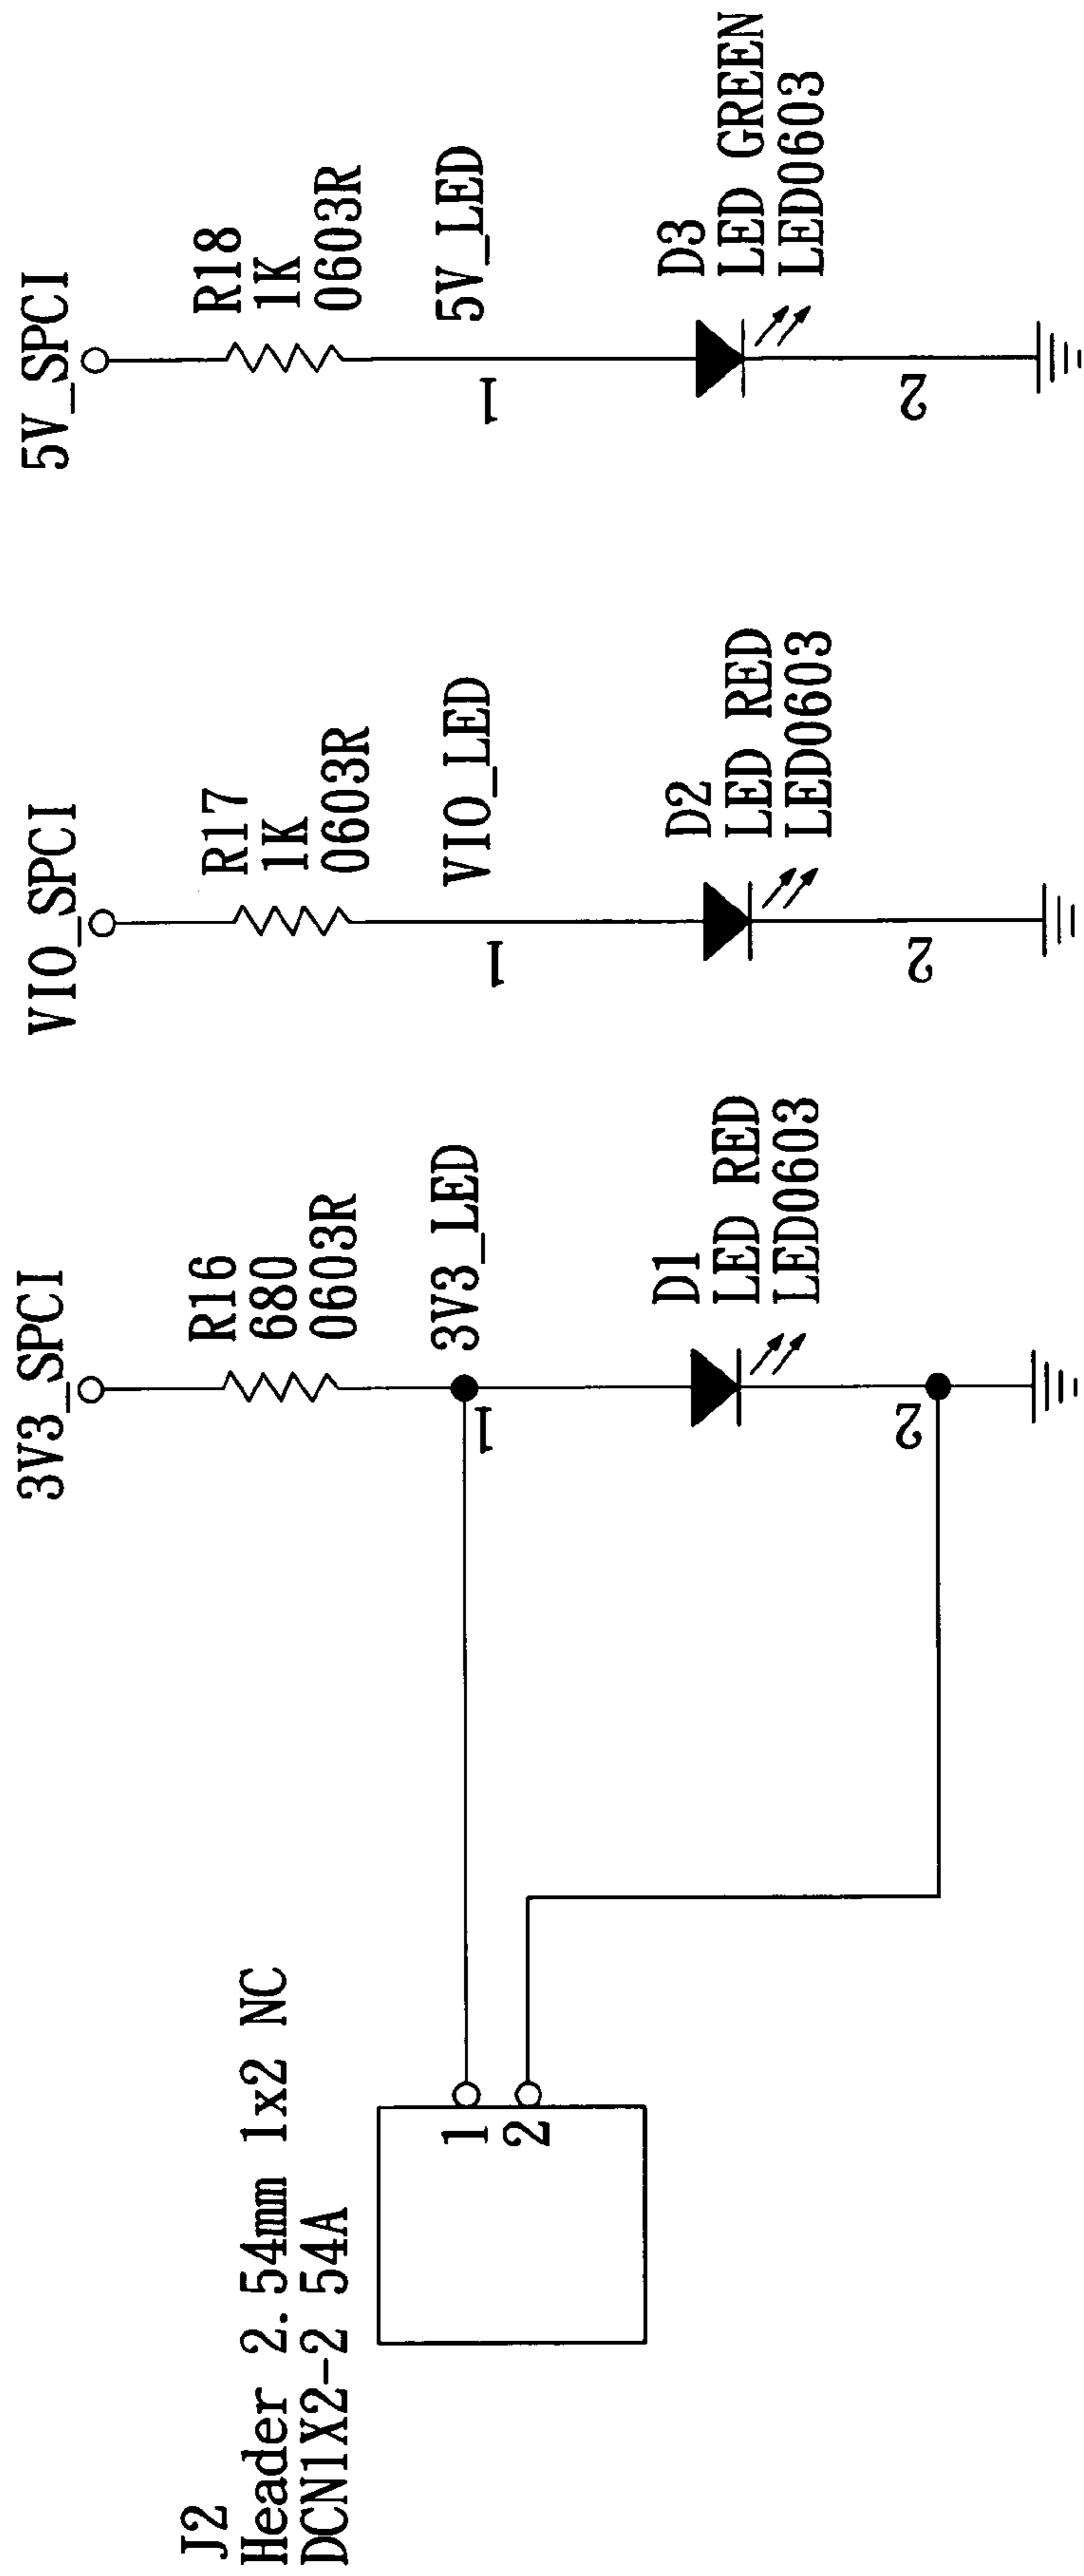 J2
Header 2.54mm 1x2 NC
DCN1X2-2 54A
1
2
3V3_SPCI
R16
680
0603R
3V3_LED
1
D1
LED RED
LED0603
2
VIO_SPCI
R17
1K
0603R
VIO_LED
1
D2
LED RED
LED0603
2
5V_SPCI
R18
1K
0603R
5V_LED
1
D3
LED GREEN
LED0603
2